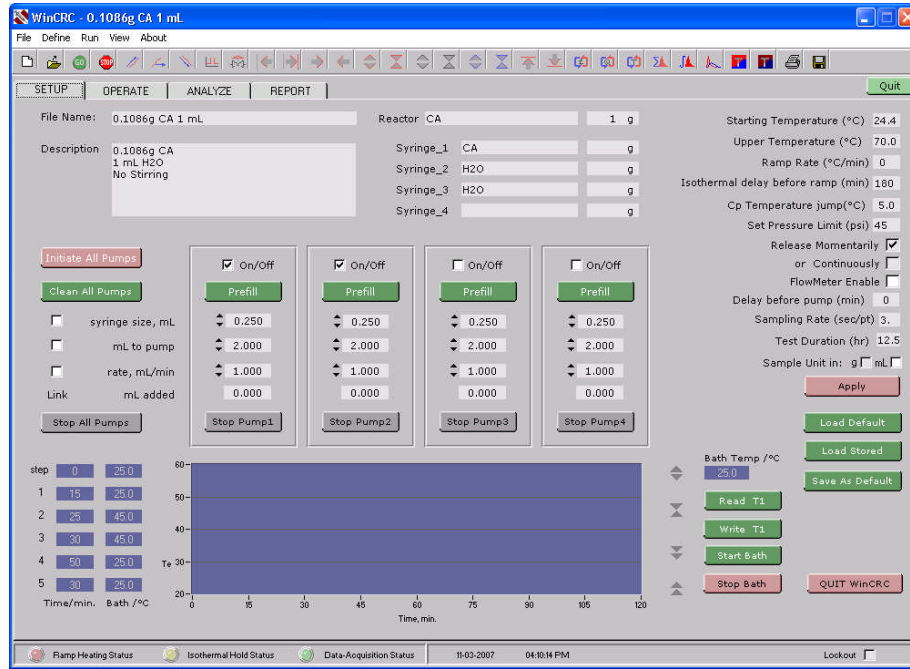 WinCRC - 0.1086g CA 1 mL
File Define Run View About
GO STOP
SETUP OPERATE ANALYZE REPORT Quit
File Name: 0.1086g CA 1 mL Reactor CA 1 g
Description 0.1086g CA
1 mL H2O
No Stirring
Syringe_1 CA g
Syringe_2 H2O g
Syringe_3 H2O g
Syringe_4 g
Starting Temperature (°C) 24.4
Upper Temperature (°C) 70.0
Ramp Rate (°C/min) 0
Isothermal delay before ramp (min) 180
Cp Temperature jump(°C) 5.0
Set Pressure Limit (psi) 45
Release Momentarily
or Continuously
FlowMeter Enable
Delay before pump (min) 0
Sampling Rate (sec/pt) 3.
Test Duration (hr) 12.5
Sample Unit in: g mL
Apply
Load Default
Load Stored
Save As Default
Initiate All Pumps On/Off On/Off On/Off On/Off
Clean All Pumps Prefill Prefill Prefill Prefill
syringe size, mL 0.250 0.250 0.250 0.250
mL to pump 2.000 2.000 2.000 2.000
rate, mL/min 1.000 1.000 1.000 1.000
Link mL added 0.000 0.000 0.000 0.000
Stop All Pumps Stop Pump1 Stop Pump2 Stop Pump3 Stop Pump4
step 0 25.0
1 15 25.0
2 25 45.0
3 30 45.0
4 50 25.0
5 30 25.0
Time/min. Bath /°C
60
50
40
Te 30
20
0 15 30 45 60 75 90 105 120
Time, min.
Bath Temp /°C
25.0
Read T1
Write T1
Start Bath
Stop Bath QUIT WinCRC
Ramp Heating Status Isothermal Hold Status Data-Acquisition Status 11-03-2007 04:10:14 PM Lockout